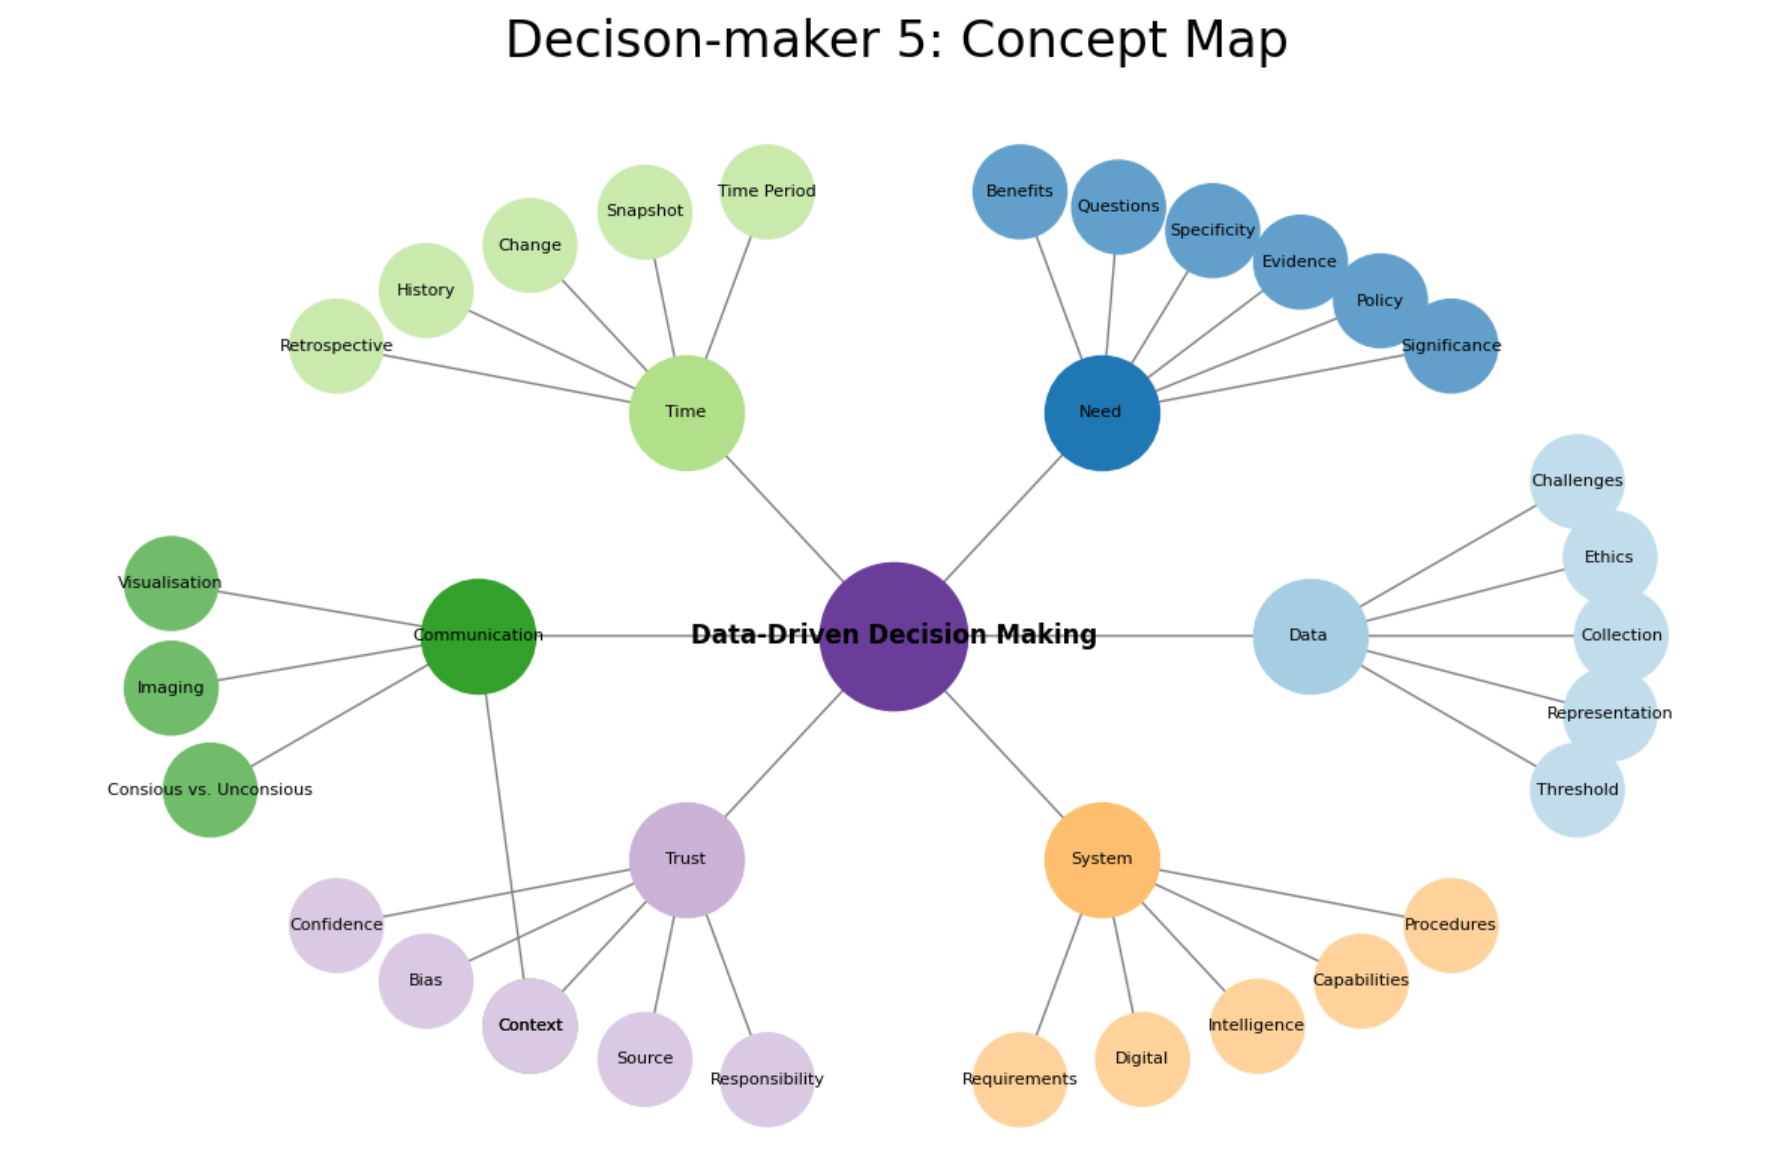 Decison-maker 5: Concept Map
Time Period
Benefits
Snapshot
Questions
Change
Specificity
History
Evidence
Policy
Retrospective
Significance
Time
Need
Challenges
Ethics
Visualisation
Communication
Data-Driven Decision Making
Data
Collection
Imaging
Representation
Consious vs. Unconsious
Threshold
Trust
System
Confidence
Procedures
Bias
Capabilities
Context
Intelligence
Source
Digital
Responsibility
Requirements